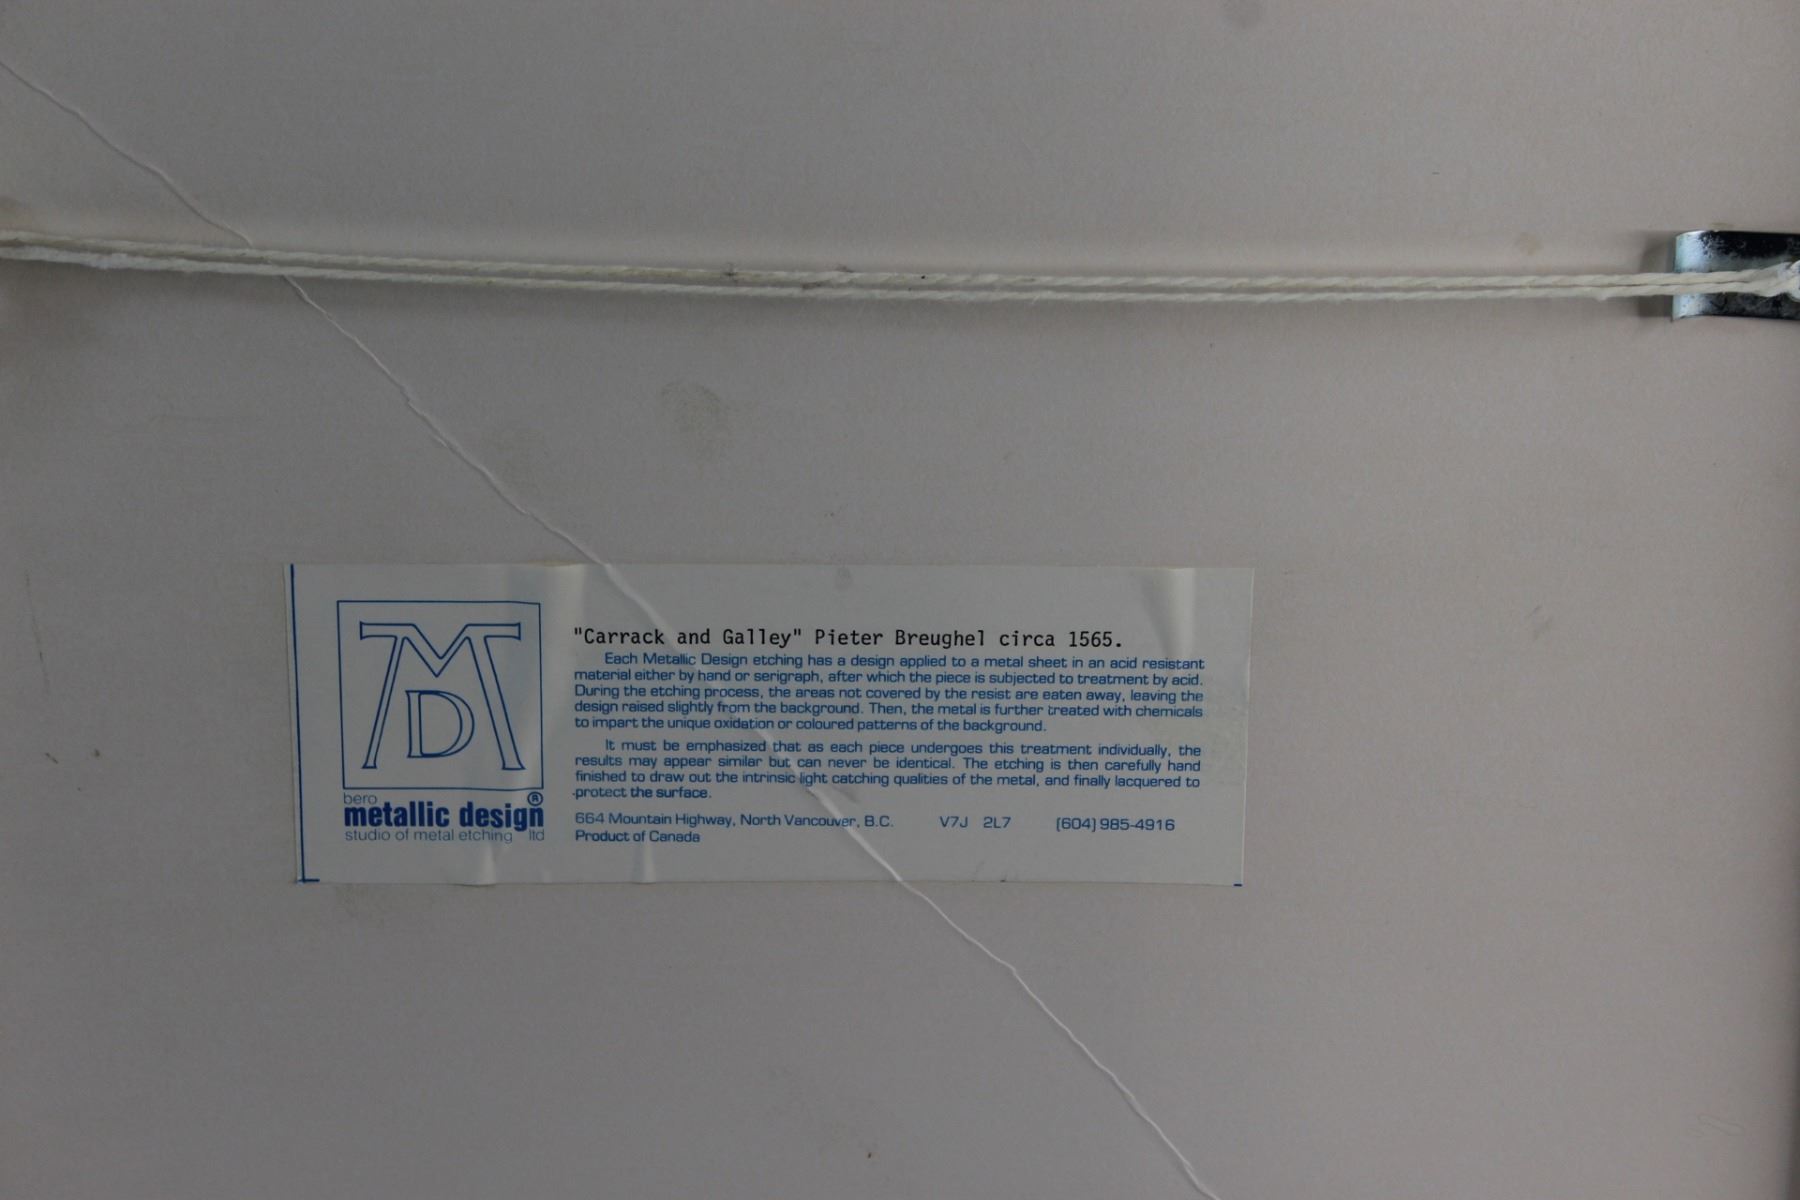 MD
bero
metallic design®
studio of metal etching ltd
"Carrack and Galley" Pieter Breughel circa 1565.
Each Metallic Design etching has a design applied to a metal sheet in an acid resistant
material either by hand or serigraph, after which the piece is subjected to treatment by acid.
During the etching process, the areas not covered by the resist are eaten away, leaving the
design raised slightly from the background. Then, the metal is further treated with chemicals
to impart the unique oxidation or coloured patterns of the background.
It must be emphasized that as each piece undergoes this treatment individually, the
results may appear similar but can never be identical. The etching is then carefully hand
finished to draw out the intrinsic light catching qualities of the metal, and finally lacquered to
protect the surface.
664 Mountain Highway, North Vancouver, B.C. V7J 2L7 (604) 985-4916
Product of Canada